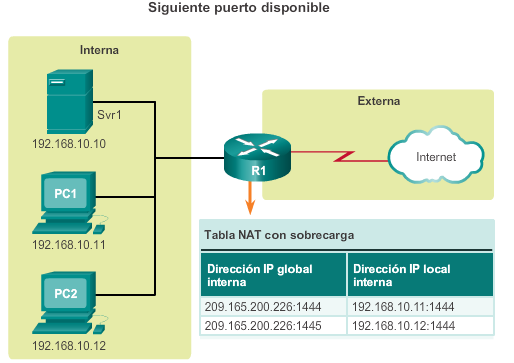 Siguiente puerto disponible
Interna
Svr1
192.168.10.10
PC1
192.168.10.11
PC2
192.168.10.12
Externa
R1
Internet
Tabla NAT con sobrecarga
Dirección IP global interna
Dirección IP local interna
209.165.200.226:1444
192.168.10.11:1444
209.165.200.226:1445
192.168.10.12:1444